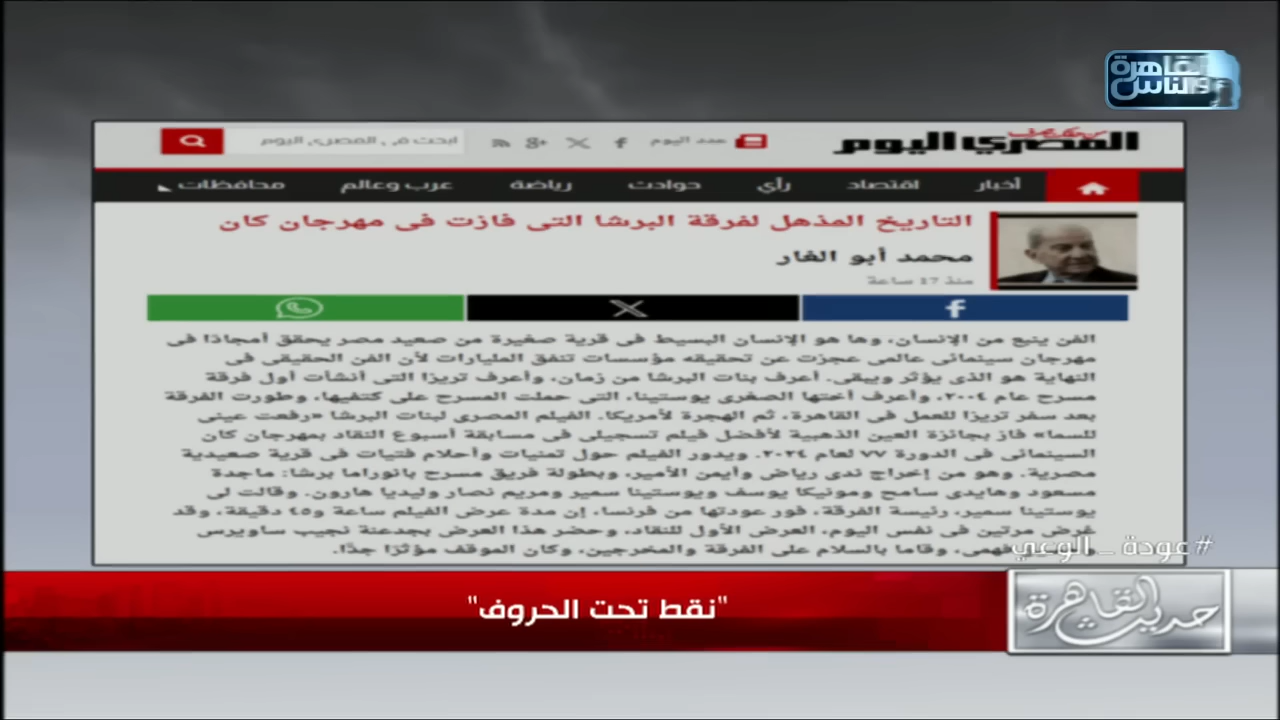 القاهرة
والناس
المصري اليوم
عدد اليوم
ابحث في المصري اليوم
أخبار
اقتصاد
رأي
حوادث
رياضة
عرب وعالم
محافظات
التاريخ المذهل لفرقة البرشا التى فازت فى مهرجان كان
محمد أبو الغار
منذ 17 ساعة
الفن ينبع من الإنسان، وها هو الإنسان البسيط فى قرية صغيرة من صعيد مصر يحقق أمجادًا فى
مهرجان سينمائى عالمى عجزت عن تحقيقه مؤسسات تنفق المليارات لأن الفن الحقيقى فى
النهاية هو الذى يؤثر ويبقى. أعرف بنات البرشا من زمان، وأعرف تريزا التى أنشأت أول فرقة
مسرح عام ٢٠٠٤، وأعرف أختها الصغرى يوستينا، التى حملت المسرح على كتفيها، وطورت الفرقة
بعد سفر تريزا للعمل فى القاهرة، ثم الهجرة لأمريكا. الفيلم المصرى لبنات البرشا «رفعت عينى
للسما» فاز بجائزة العين الذهبية لأفضل فيلم تسجيلى فى مسابقة أسبوع النقاد بمهرجان كان
السينمائى فى الدورة ٧٧ لعام ٢٠٢٤. ويدور الفيلم حول تمنيات وأحلام فتيات فى قرية صعيدية
مصرية. وهو من إخراج ندى رياض وأيمن الأمير، وبطولة فريق مسرح بانوراما برشا: ماجدة
مسعود وهايدى سامح ومونيكا يوسف ويوستينا سمير ومريم نصار وليديا هارون. وقالت لى
يوستينا سمير، رئيسة الفرقة، فور عودتها من فرنسا، إن مدة عرض الفيلم ساعة و٤٥ دقيقة، وقد
عُرض مرتين فى نفس اليوم، العرض الأول للنقاد، وحضر هذا العرض بجدعنة نجيب ساويرس
فهمى، وقاما بالسلام على الفرقة والمخرجين، وكان الموقف مؤثرًا جدًّا.
#عودة_الوعي
"نقط تحت الحروف"
حديث القاهرة